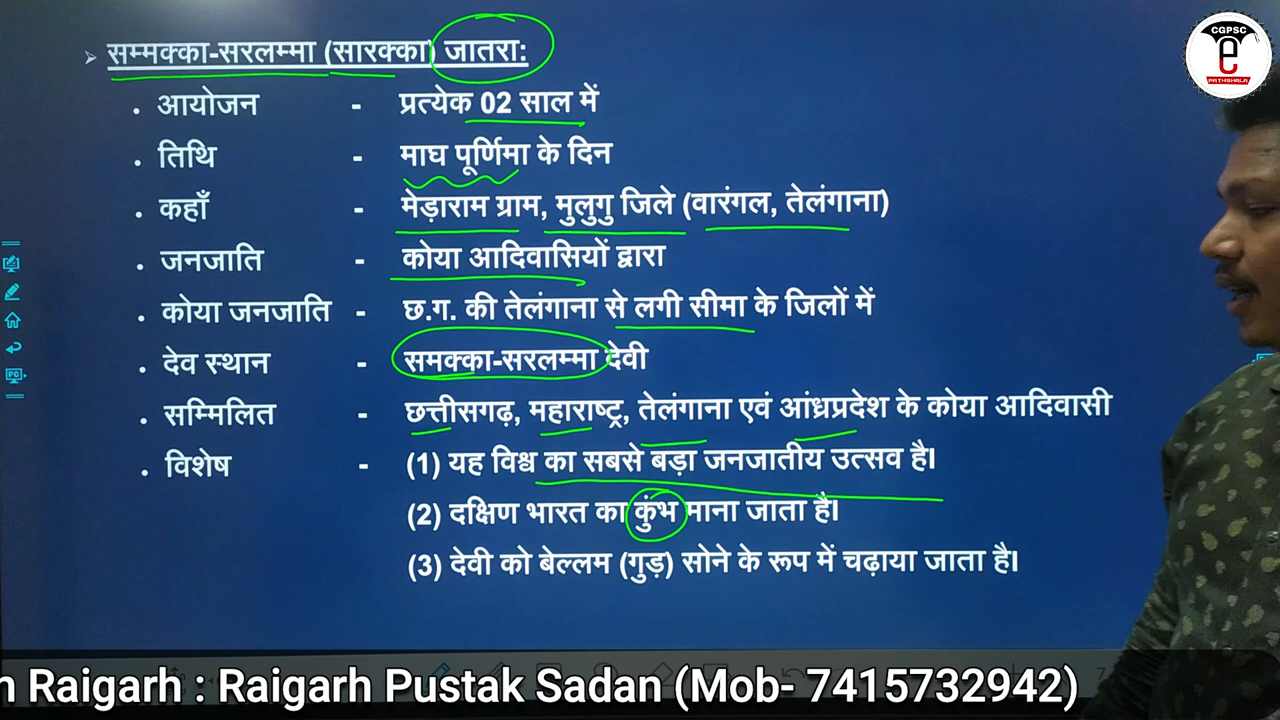 ➢ सम्मक्का-सरलम्मा (सारक्का) जातरा:
• आयोजन - प्रत्येक 02 साल में
• तिथि - माघ पूर्णिमा के दिन
• कहाँ - मेड़ाराम ग्राम, मुलुगु जिले (वारंगल, तेलंगाना)
• जनजाति - कोया आदिवासियों द्वारा
• कोया जनजाति - छ.ग. की तेलंगाना से लगी सीमा के जिलों में
• देव स्थान - समक्का-सरलम्मा देवी
• सम्मिलित - छत्तीसगढ़, महाराष्ट्र, तेलंगाना एवं आंध्रप्रदेश के कोया आदिवासी
• विशेष - (1) यह विश्व का सबसे बड़ा जनजातीय उत्सव है।
(2) दक्षिण भारत का कुंभ माना जाता है।
(3) देवी को बेल्लम (गुड़) सोने के रूप में चढ़ाया जाता है।
CGPSC
e
PATHSHALA
n Raigarh : Raigarh Pustak Sadan (Mob- 7415732942)